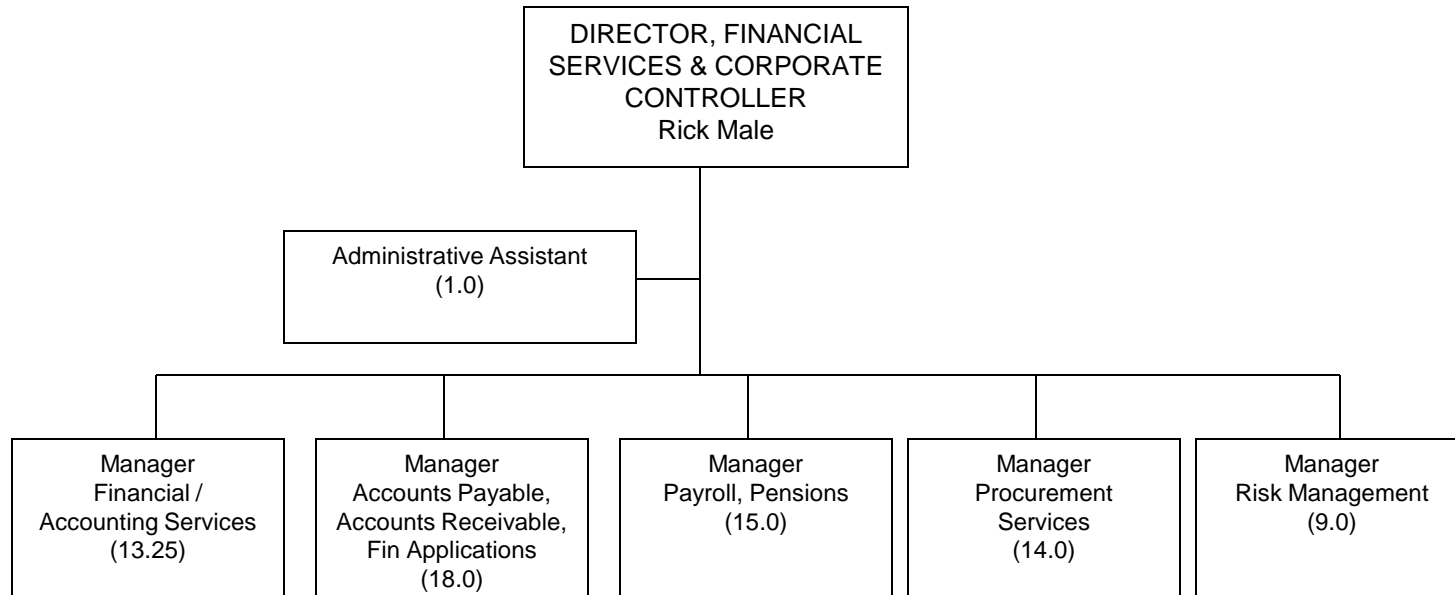 DIRECTOR, FINANCIAL
SERVICES & CORPORATE
CONTROLLER
Rick Male
Administrative Assistant
(1.0)
Manager
Financial /
Accounting Services
(13.25)
Manager
Accounts Payable,
Accounts Receivable,
Fin Applications
(18.0)
Manager
Payroll, Pensions
(15.0)
Manager
Procurement
Services
(14.0)
Manager
Risk Management
(9.0)